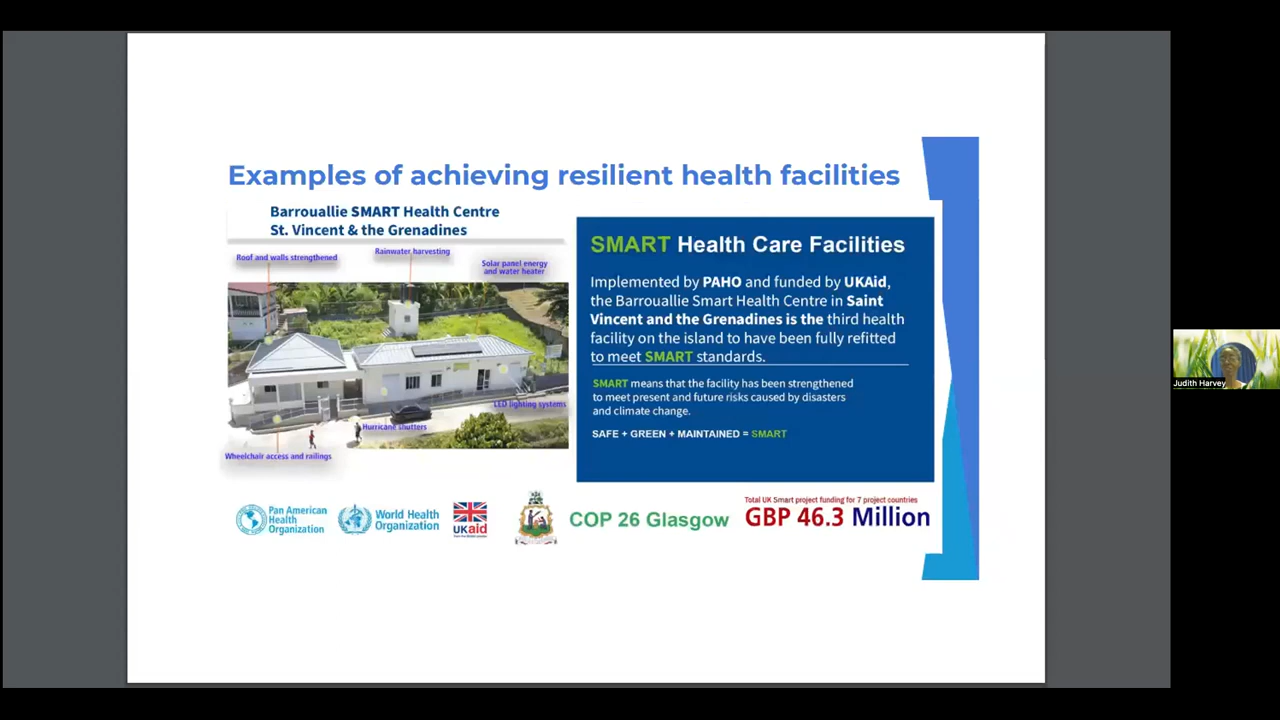 Examples of achieving resilient health facilities
Barrouallie SMART Health Centre
St. Vincent & the Grenadines
Roof and walls strengthened
Rainwater harvesting
Solar panel energy
and water heater
LED lighting systems
Hurricane shutters
Wheelchair access and railings
SMART Health Care Facilities
Implemented by PAHO and funded by UKAid,
the Barrouallie Smart Health Centre in Saint
Vincent and the Grenadines is the third health
facility on the island to have been fully refitted
to meet SMART standards.
SMART means that the facility has been strengthened
to meet present and future risks caused by disasters
and climate change.
SAFE + GREEN + MAINTAINED = SMART
Pan American
Health
Organization
World Health
Organization
UKaid
from the British people
COP 26 Glasgow
Total UK Smart project funding for 7 project countries
GBP 46.3 Million
Judith Harvey